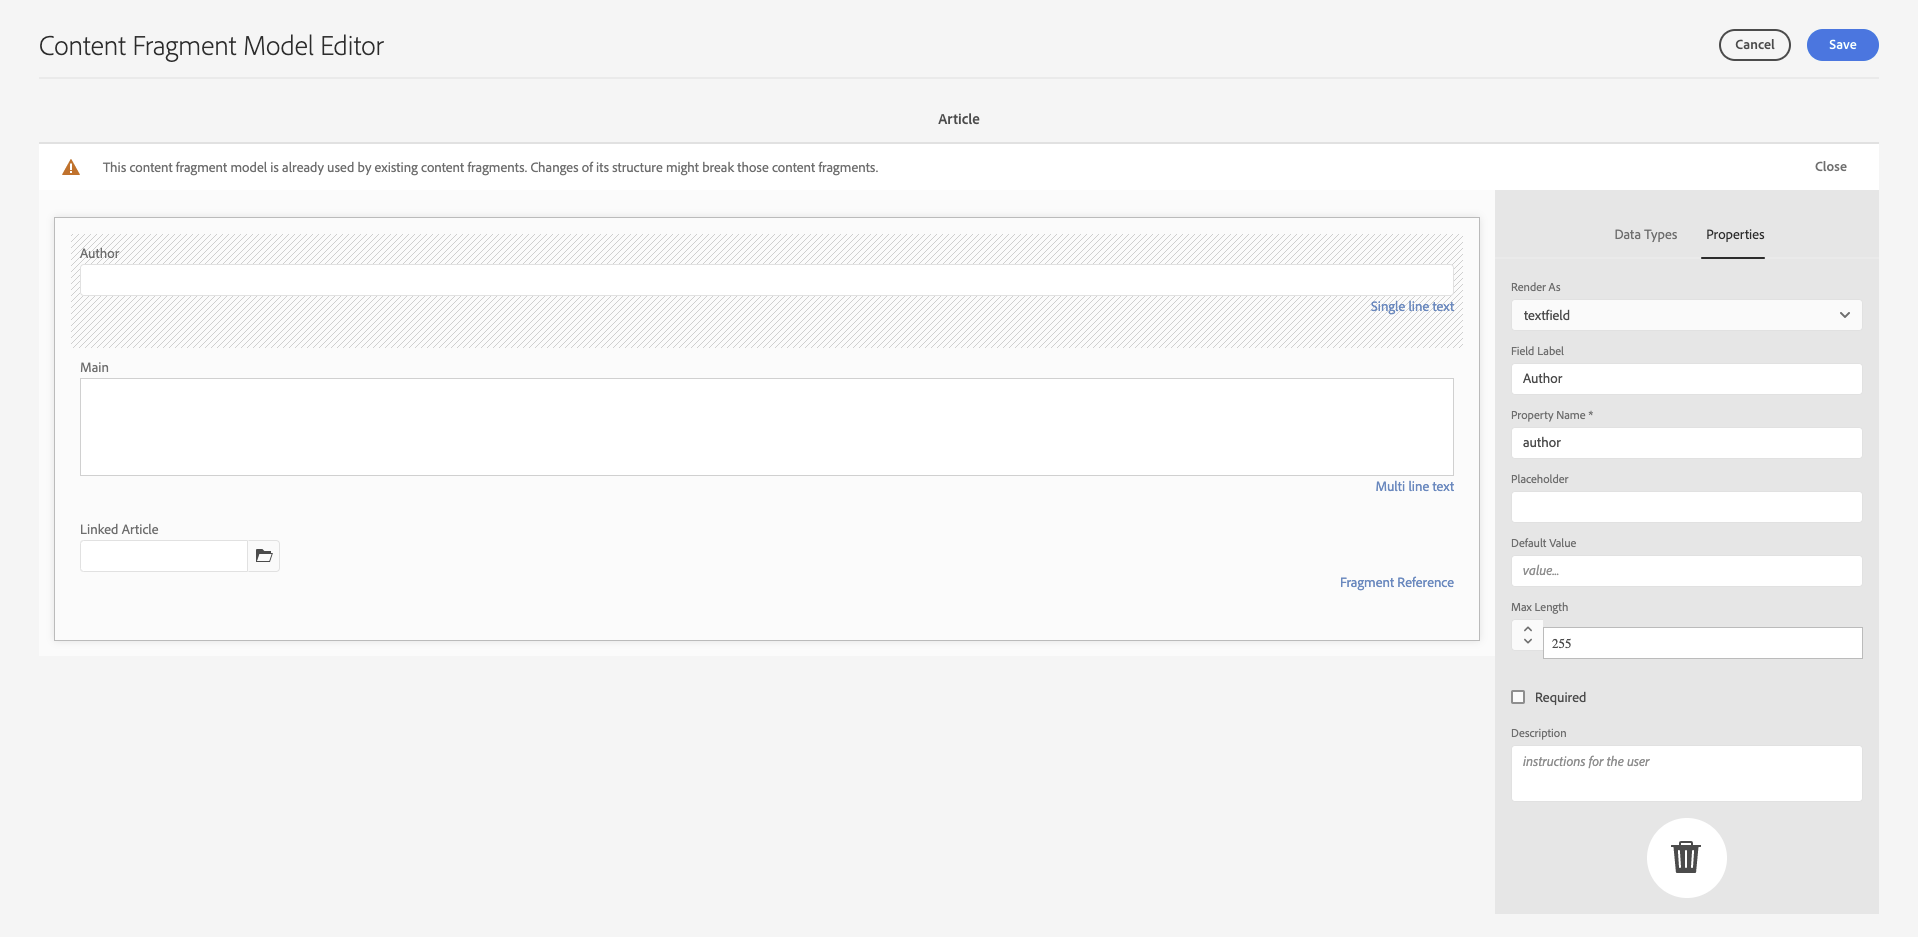 Content Fragment Model Editor
Cancel
Save
Article
This content fragment model is already used by existing content fragments. Changes of its structure might break those content fragments.
Close
Author
Single line text
Main
Multi line text
Linked Article
Fragment Reference
Data Types
Properties
Render As
textfield
Field Label
Author
Property Name *
author
Placeholder
Default Value
value...
Max Length
255
Required
Description
instructions for the user